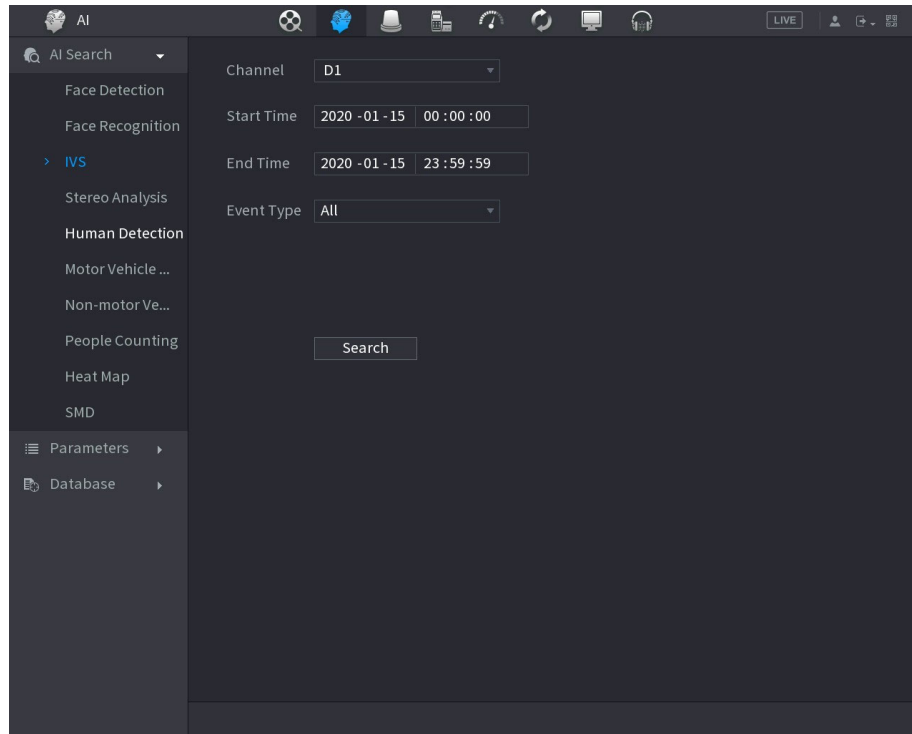 AI
LIVE
AI Search
Face Detection
Face Recognition
IVS
Stereo Analysis
Human Detection
Motor Vehicle ...
Non-motor Ve...
People Counting
Heat Map
SMD
Parameters
Database
Channel D1
Start Time 2020 -01 -15 00 :00 :00
End Time 2020 -01 -15 23 :59 :59
Event Type All
Search